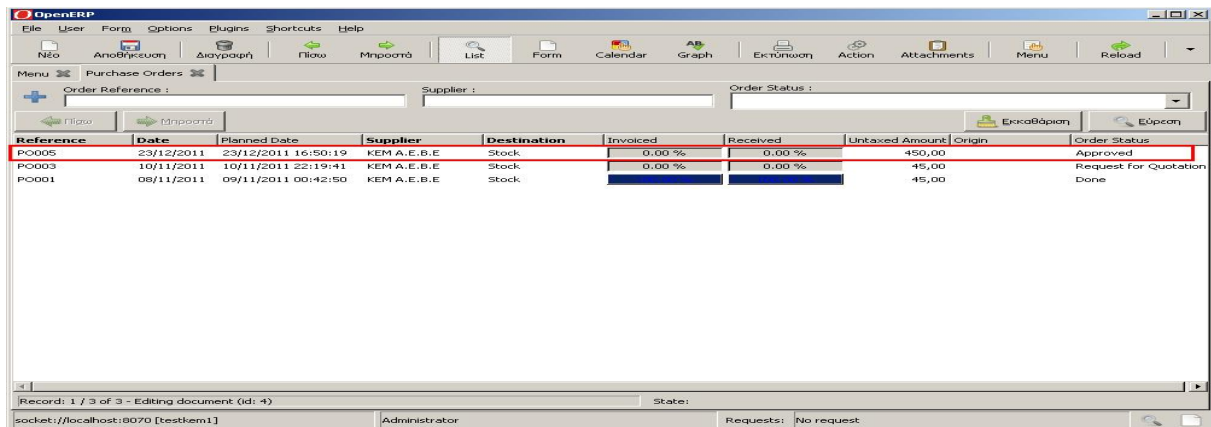 OpenERP
File User Form Options Plugins Shortcuts Help
Νέο Αποθήκευση Διαγραφή Πίσω Μπροστά List Form Calendar Graph Εκτύπωση Action Attachments Menu Reload
Menu Purchase Orders
Order Reference : Supplier : Order Status :
Πίσω Μπροστά Εκκαθάριση Εύρεση
Reference Date Planned Date Supplier Destination Invoiced Received Untaxed Amount Origin Order Status
PO005 23/12/2011 23/12/2011 16:50:19 ΚΕΜ Α.Ε.Β.Ε Stock 0.00 % 0.00 % 450,00 Approved
PO003 10/11/2011 10/11/2011 22:19:41 ΚΕΜ Α.Ε.Β.Ε Stock 0.00 % 0.00 % 45,00 Request for Quotation
PO001 08/11/2011 09/11/2011 00:42:50 ΚΕΜ Α.Ε.Β.Ε Stock 45,00 Done
Record: 1 / 3 of 3 - Editing document (id: 4) State:
socket://localhost:8070 [testkem1] Administrator Requests: No request